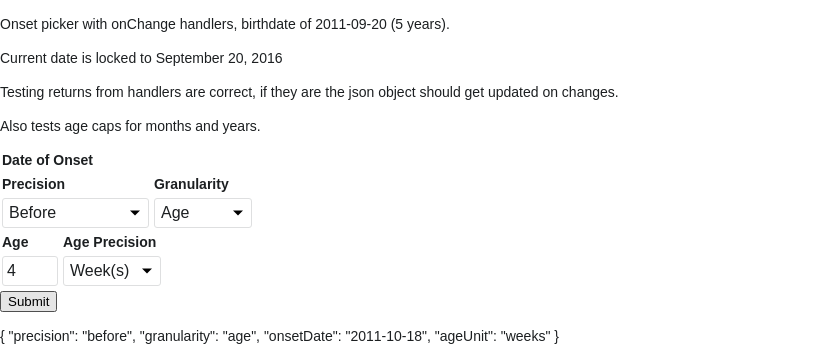 Onset picker with onChange handlers, birthdate of 2011-09-20 (5 years).
Current date is locked to September 20, 2016
Testing returns from handlers are correct, if they are the json object should get updated on changes.
Also tests age caps for months and years.
Date of Onset
Precision Granularity
Before Age
Age Age Precision
4 Week(s)
Submit
{ "precision": "before", "granularity": "age", "onsetDate": "2011-10-18", "ageUnit": "weeks" }